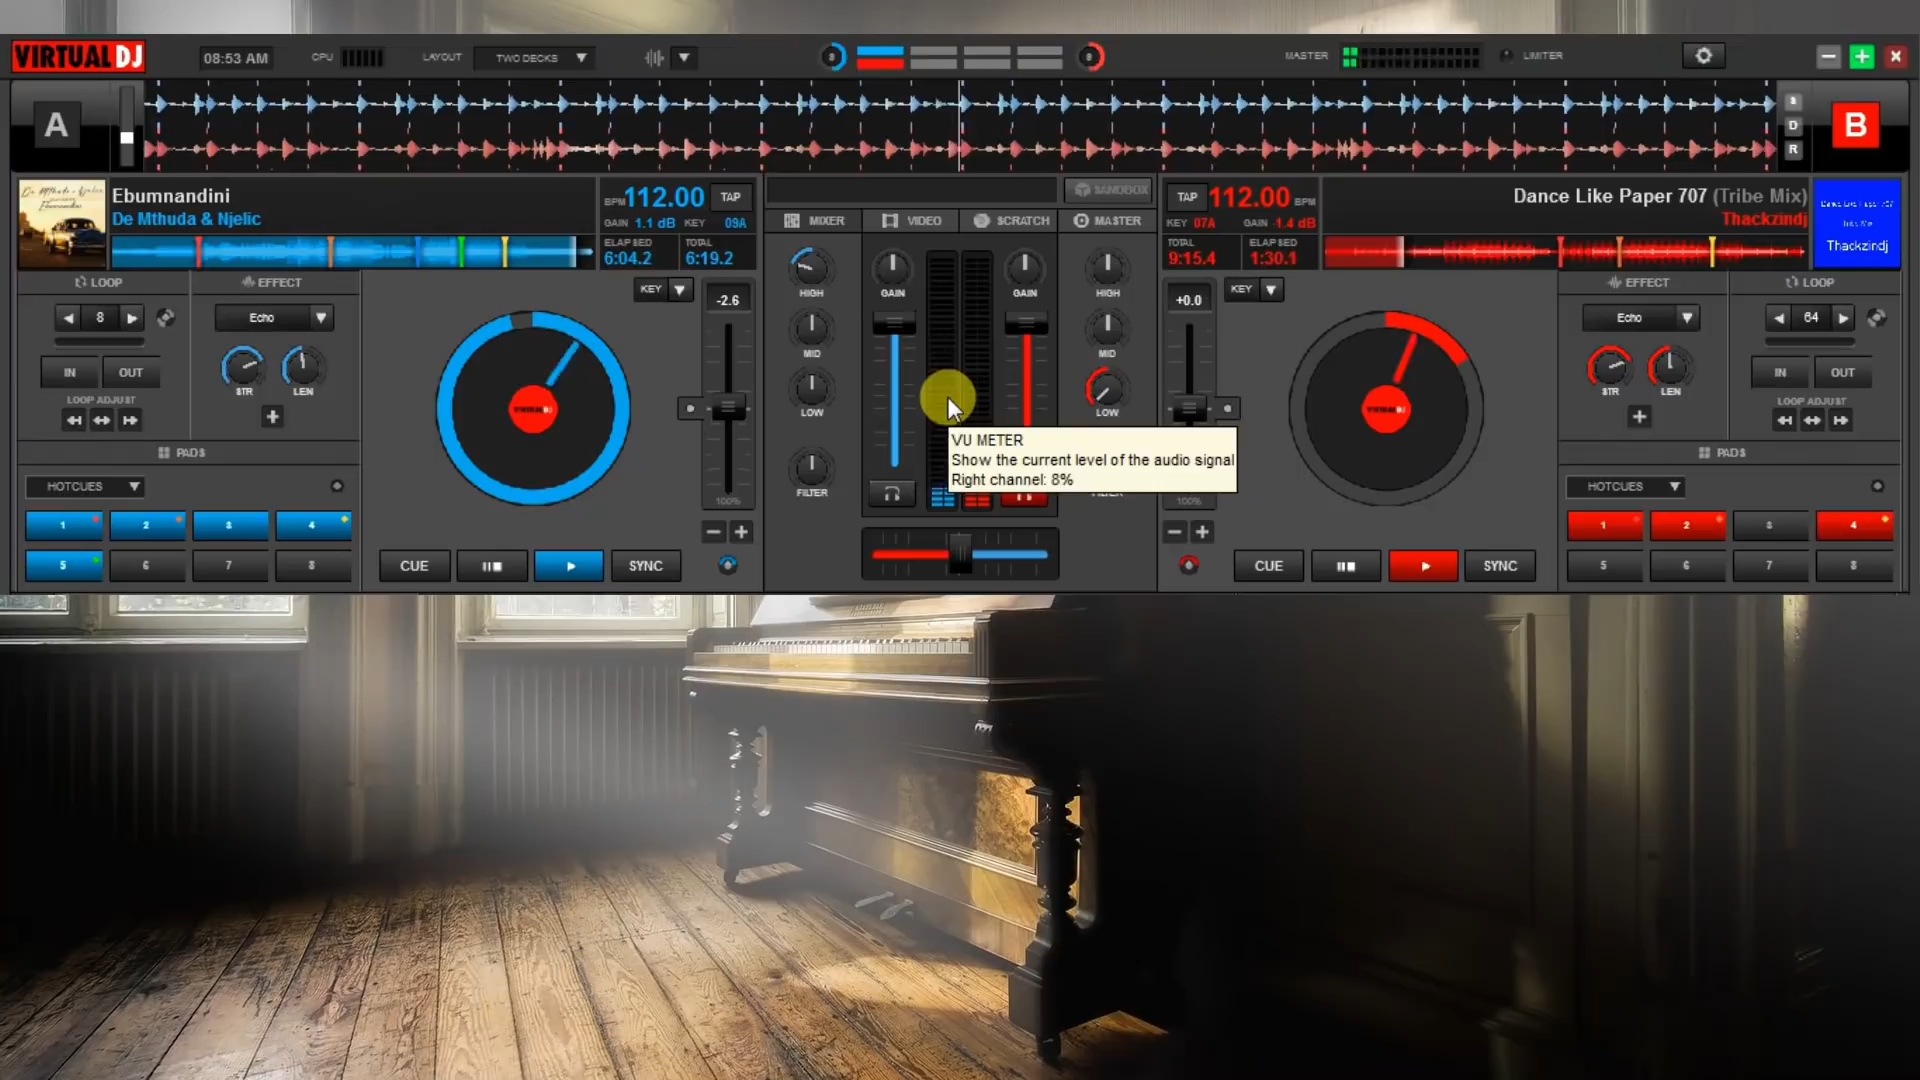 VIRTUAL DJ
08:53 AM
CPU
LAYOUT
TWO DECKS
MASTER
LIMITER
A
S
D
R
B
Ebumnandini
De Mthuda & Njelic
BPM 112.00 TAP
GAIN 1.1 dB KEY 09A
ELAPSED TOTAL
6:04.2 6:19.2
SANDBOX
MIXER VIDEO SCRATCH MASTER
TAP 112.00 BPM
KEY 07A GAIN -1.4 dB
TOTAL ELAPSED
9:15.4 1:30.1
Dance Like Paper 707 (Tribe Mix)
Thackzindj
Thackzindj
LOOP
8
IN OUT
LOOP ADJUST
EFFECT
Echo
STR LEN
PADS
HOTCUES
1 2 3 4
5 6 7 8
KEY
-2.6
VIRTUAL DJ
100%
CUE
SYNC
HIGH
MID
LOW
FILTER
GAIN
GAIN
HIGH
MID
LOW
VU METER
Show the current level of the audio signal
Right channel: 8%
+0.0
KEY
VIRTUAL DJ
100%
CUE
SYNC
EFFECT
Echo
STR LEN
LOOP
64
IN OUT
LOOP ADJUST
PADS
HOTCUES
1 2 3 4
5 6 7 8